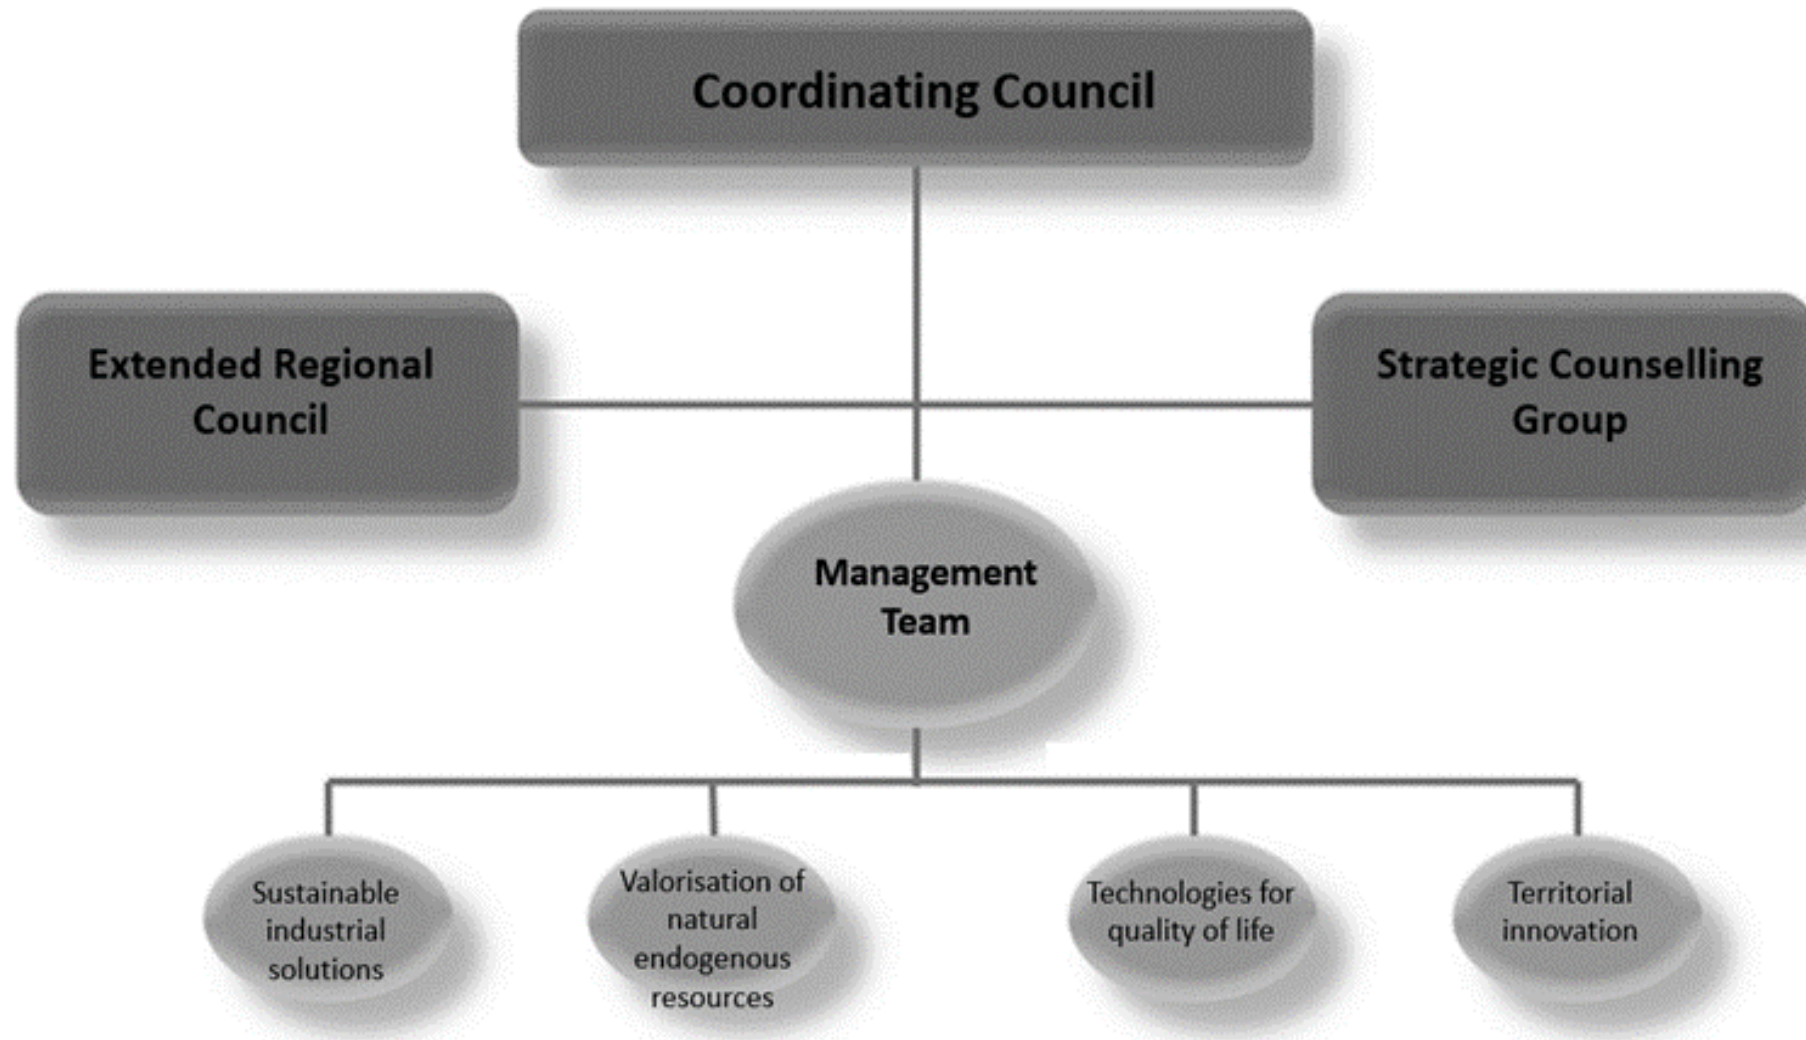 Coordinating Council
Extended Regional
Council
Strategic Counselling
Group
Management
Team
Sustainable
industrial
solutions
Valorisation of
natural
endogenous
resources
Technologies for
quality of life
Territorial
innovation